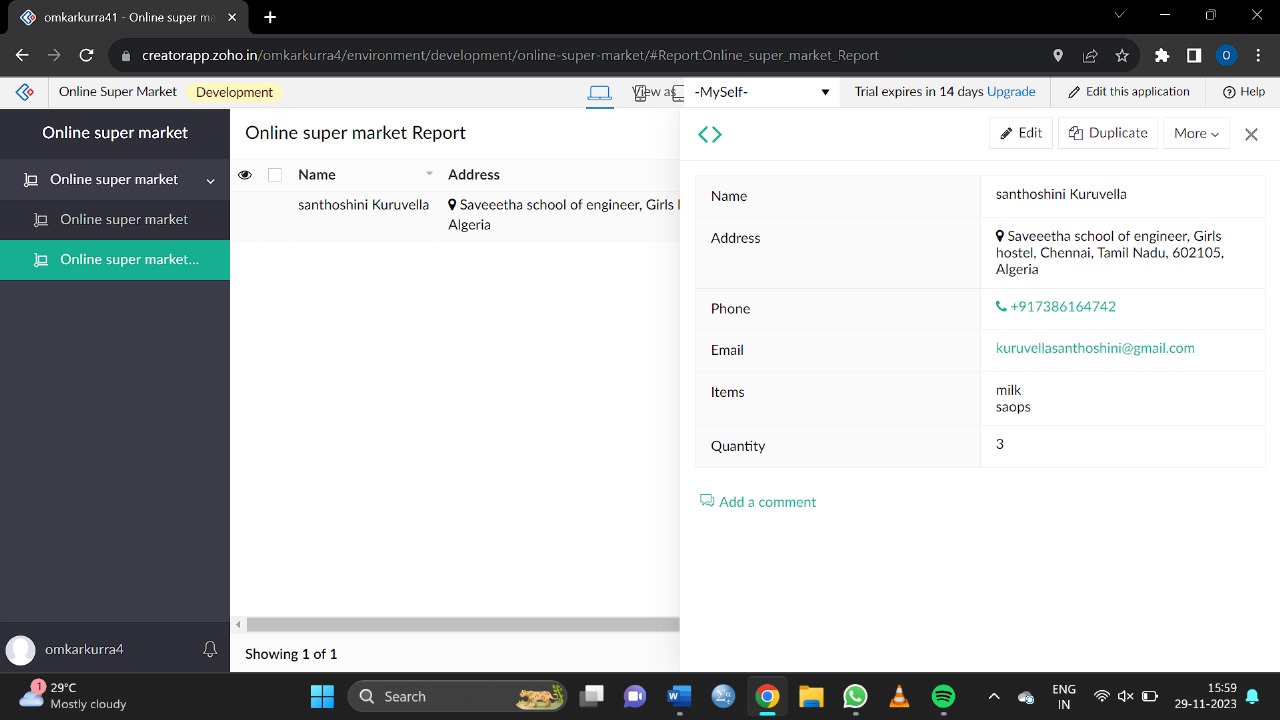 omkarkurra41 - Online super ma
creatorapp.zoho.in/omkarkurra4/environment/development/online-super-market/#Report:Online_super_market_Report
O
Online Super Market
Development
View as
-MySelf-
Trial expires in 14 days Upgrade
Edit this application
Help
Online super market
Online super market
Online super market
Online super market...
omkarkurra4
Online super market Report
Name
Address
santhoshini Kuruvella
Saveeetha school of engineer, Girls
Algeria
Showing 1 of 1
Edit
Duplicate
More
Name
santhoshini Kuruvella
Address
Saveeetha school of engineer, Girls
hostel, Chennai, Tamil Nadu, 602105,
Algeria
Phone
+917386164742
Email
kuruvellasanthoshini@gmail.com
Items
milk
saops
Quantity
3
Add a comment
1
29°C
Mostly cloudy
Search
ENG
IN
15:59
29-11-2023